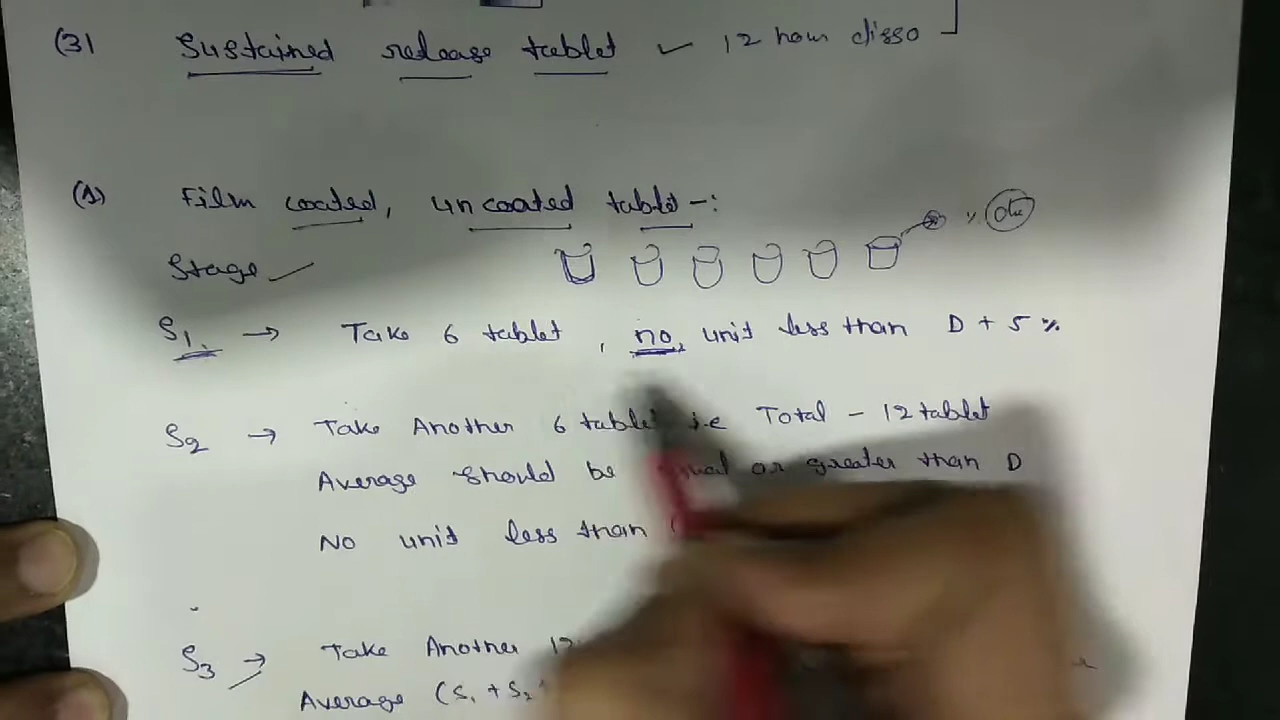 (3) Sustained release tablet ✓ 12 hour disso ]
(1) Film coated, uncoated tablet -:
Stage ✓
S1. → Take 6 tablet, no, unit less than D + 5 %
S2 → Take Another 6 tablet i.e Total - 12 tablet
Average should be equal or greater than D
NO unit less than
S3 → Take Another 12
Average (S1 + S2